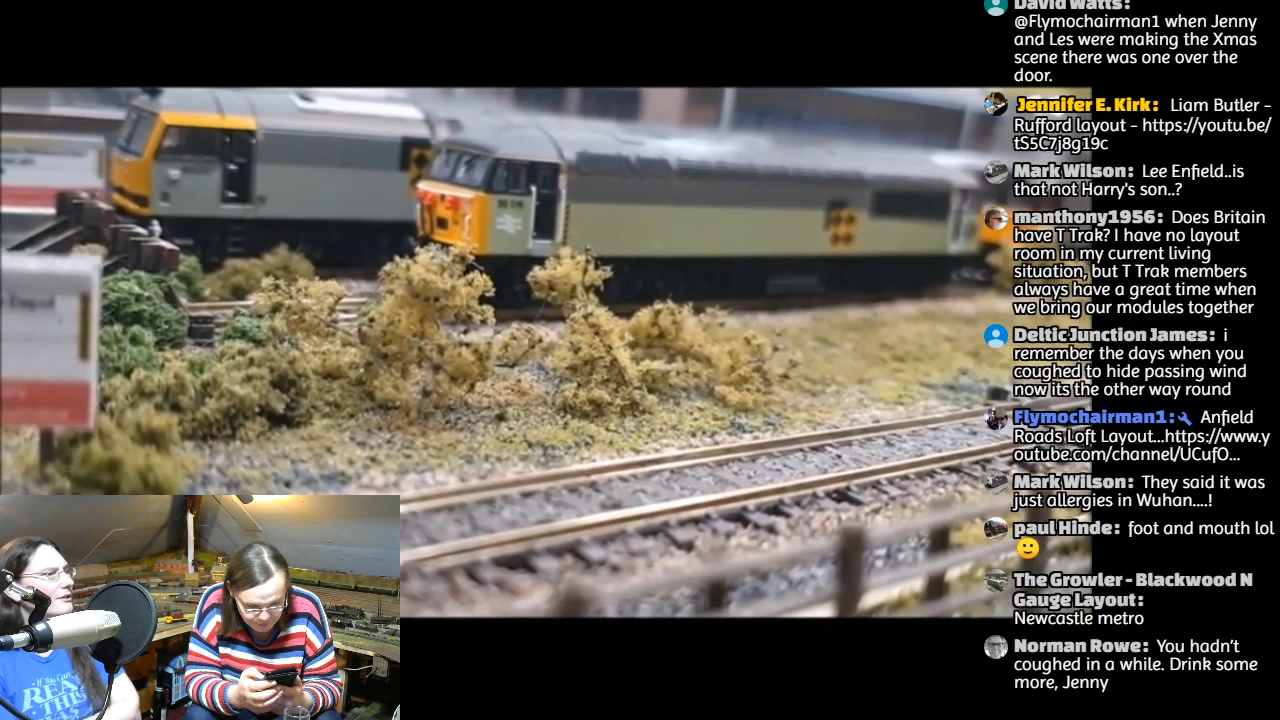 David Watts:
@Flymochairman1 when Jenny
and Les were making the Xmas
scene there was one over the
door.
Jennifer E. Kirk: Liam Butler -
Rufford layout - https://youtu.be/
tS5C7j8g19c
Mark Wilson: Lee Enfield..is
that not Harry's son..?
manthony1956: Does Britain
have T Trak? I have no layout
room in my current living
situation, but T Trak members
always have a great time when
we bring our modules together
Deltic Junction James: i
remember the days when you
coughed to hide passing wind
now its the other way round
Flymochairman1: Anfield
Roads Loft Layout...https://www.y
outube.com/channel/UCufO...
Mark Wilson: They said it was
just allergies in Wuhan....!
paul Hinde: foot and mouth lol
🙂
The Growler - Blackwood N
Gauge Layout:
Newcastle metro
Norman Rowe: You hadn't
coughed in a while. Drink some
more, Jenny
- If You Can
REA
THIS